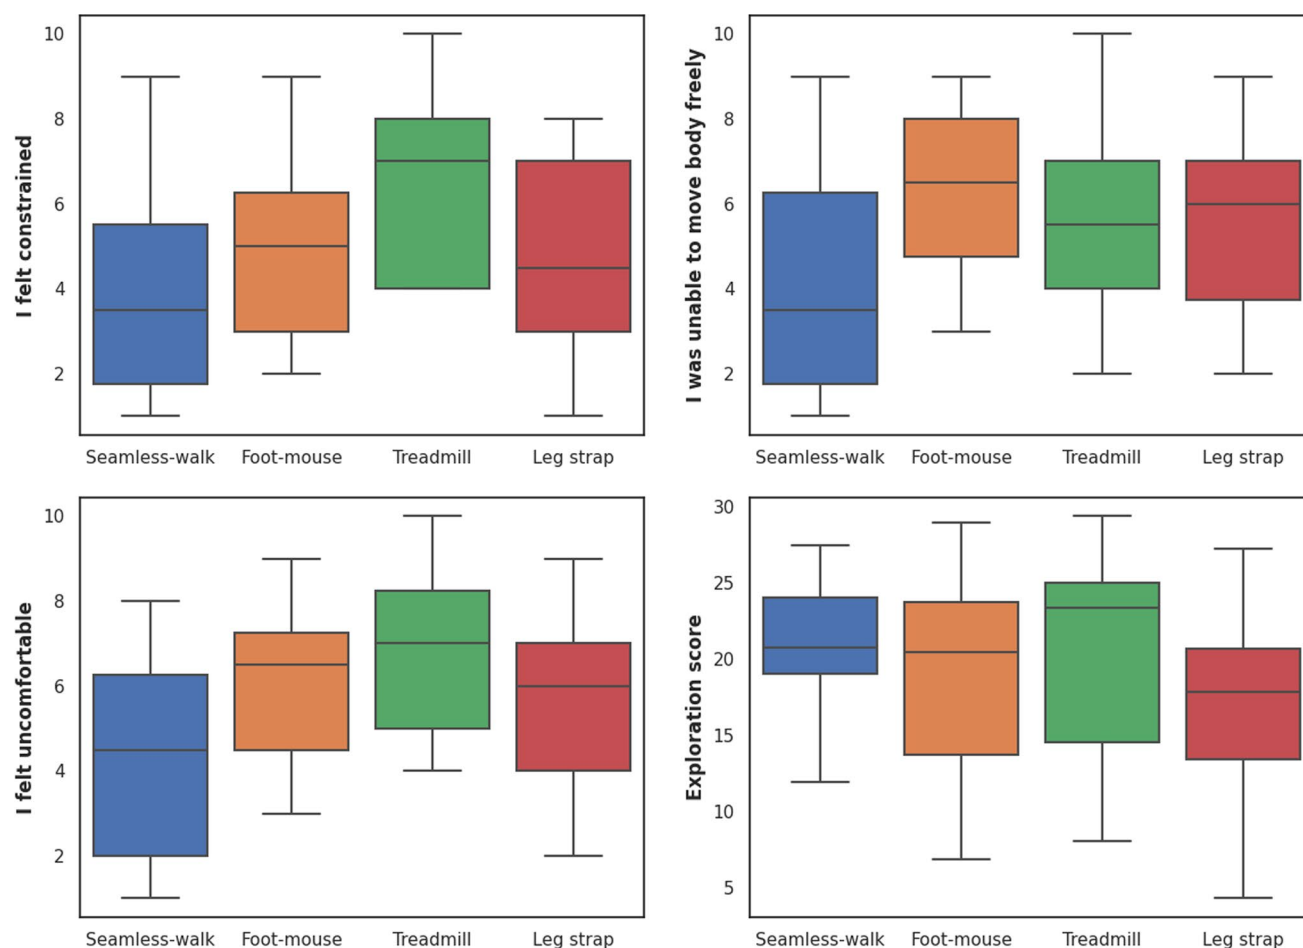 I felt constrained
10
8
6
4
2
Seamless-walk Foot-mouse Treadmill Leg strap
I was unable to move body freely
10
8
6
4
2
Seamless-walk Foot-mouse Treadmill Leg strap
I felt uncomfortable
10
8
6
4
2
Seamless-walk Foot-mouse Treadmill Leg strap
Exploration score
30
25
20
15
10
5
Seamless-walk Foot-mouse Treadmill Leg strap